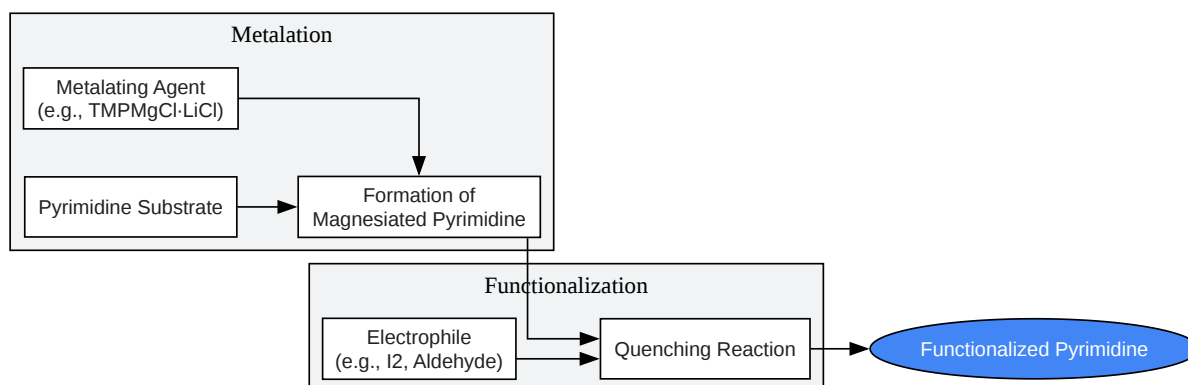 Metalation
Metalating Agent
(e.g., TMPMgCl·LiCl)
Pyrimidine Substrate
Formation of
Magnesiated Pyrimidine
Functionalization
Electrophile
(e.g., I2, Aldehyde)
Quenching Reaction
Functionalized Pyrimidine